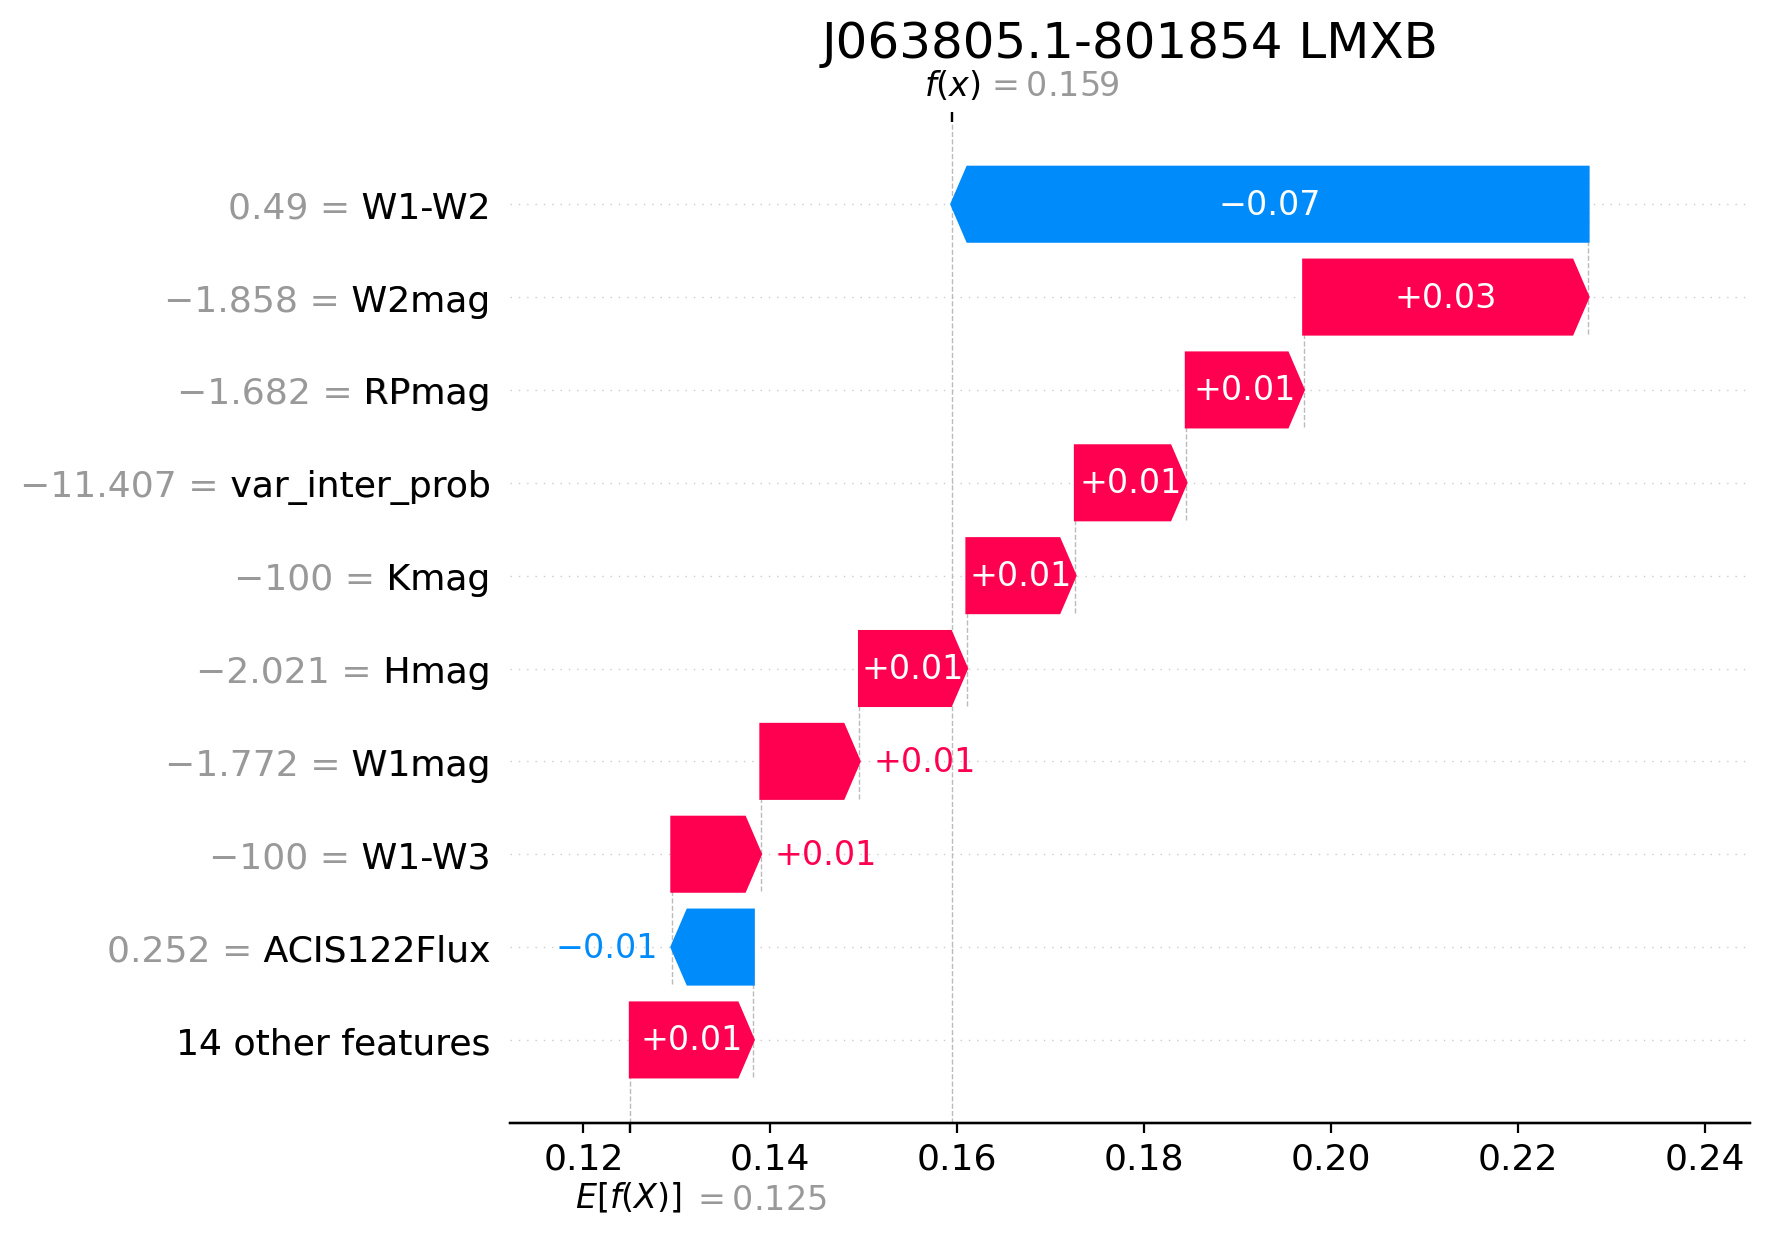 J063805.1-801854 LMXB
f(x) = 0.159
0.49 = W1-W2
−0.07
−1.858 = W2mag
+0.03
−1.682 = RPmag
+0.01
−11.407 = var_inter_prob
+0.01
−100 = Kmag
+0.01
−2.021 = Hmag
+0.01
−1.772 = W1mag
+0.01
−100 = W1-W3
+0.01
0.252 = ACIS122Flux
−0.01
14 other features
+0.01
0.12 0.14 0.16 0.18 0.20 0.22 0.24
E[f(X)] = 0.125